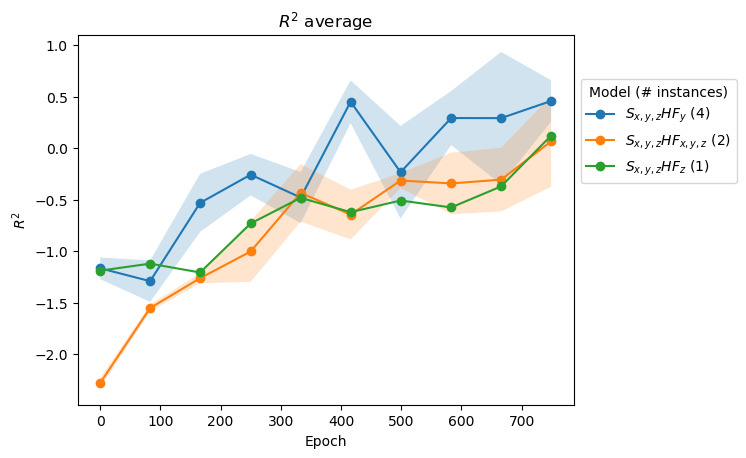 R² average
1.0
0.5
0.0
−0.5
−1.0
−1.5
−2.0
R²
0 100 200 300 400 500 600 700
Epoch
Model (# instances)
S_{x,y,z}HF_y (4)
S_{x,y,z}HF_{x,y,z} (2)
S_{x,y,z}HF_z (1)